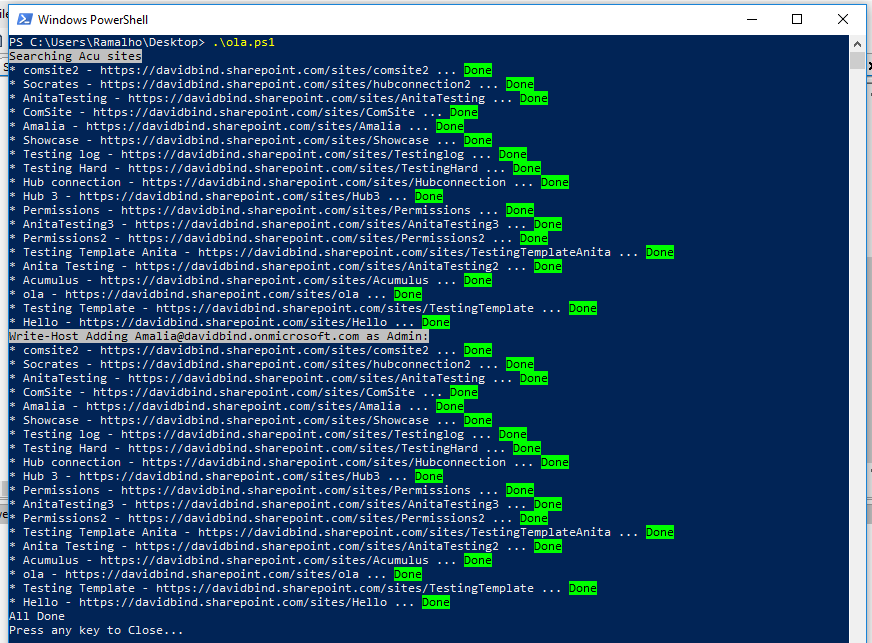 Windows PowerShell
PS C:\Users\Ramalho\Desktop> .\ola.ps1
Searching Acu sites
* comsite2 - https://davidbind.sharepoint.com/sites/comsite2 ... Done
* Socrates - https://davidbind.sharepoint.com/sites/hubconnection2 ... Done
* AnitaTesting - https://davidbind.sharepoint.com/sites/AnitaTesting ... Done
* ComSite - https://davidbind.sharepoint.com/sites/ComSite ... Done
* Amalia - https://davidbind.sharepoint.com/sites/Amalia ... Done
* Showcase - https://davidbind.sharepoint.com/sites/Showcase ... Done
* Testing log - https://davidbind.sharepoint.com/sites/Testinglog ... Done
* Testing Hard - https://davidbind.sharepoint.com/sites/TestingHard ... Done
* Hub connection - https://davidbind.sharepoint.com/sites/Hubconnection ... Done
* Hub 3 - https://davidbind.sharepoint.com/sites/Hub3 ... Done
* Permissions - https://davidbind.sharepoint.com/sites/Permissions ... Done
* AnitaTesting3 - https://davidbind.sharepoint.com/sites/AnitaTesting3 ... Done
* Permissions2 - https://davidbind.sharepoint.com/sites/Permissions2 ... Done
* Testing Template Anita - https://davidbind.sharepoint.com/sites/TestingTemplateAnita ... Done
* Anita Testing - https://davidbind.sharepoint.com/sites/AnitaTesting2 ... Done
* Acumulus - https://davidbind.sharepoint.com/sites/Acumulus ... Done
* ola - https://davidbind.sharepoint.com/sites/ola ... Done
* Testing Template - https://davidbind.sharepoint.com/sites/TestingTemplate ... Done
* Hello - https://davidbind.sharepoint.com/sites/Hello ... Done
Write-Host Adding Amalia@davidbind.onmicrosoft.com as Admin:
* comsite2 - https://davidbind.sharepoint.com/sites/comsite2 ... Done
* Socrates - https://davidbind.sharepoint.com/sites/hubconnection2 ... Done
* AnitaTesting - https://davidbind.sharepoint.com/sites/AnitaTesting ... Done
* ComSite - https://davidbind.sharepoint.com/sites/ComSite ... Done
* Amalia - https://davidbind.sharepoint.com/sites/Amalia ... Done
* Showcase - https://davidbind.sharepoint.com/sites/Showcase ... Done
* Testing log - https://davidbind.sharepoint.com/sites/Testinglog ... Done
* Testing Hard - https://davidbind.sharepoint.com/sites/TestingHard ... Done
* Hub connection - https://davidbind.sharepoint.com/sites/Hubconnection ... Done
* Hub 3 - https://davidbind.sharepoint.com/sites/Hub3 ... Done
* Permissions - https://davidbind.sharepoint.com/sites/Permissions ... Done
* AnitaTesting3 - https://davidbind.sharepoint.com/sites/AnitaTesting3 ... Done
* Permissions2 - https://davidbind.sharepoint.com/sites/Permissions2 ... Done
* Testing Template Anita - https://davidbind.sharepoint.com/sites/TestingTemplateAnita ... Done
* Anita Testing - https://davidbind.sharepoint.com/sites/AnitaTesting2 ... Done
* Acumulus - https://davidbind.sharepoint.com/sites/Acumulus ... Done
* ola - https://davidbind.sharepoint.com/sites/ola ... Done
* Testing Template - https://davidbind.sharepoint.com/sites/TestingTemplate ... Done
* Hello - https://davidbind.sharepoint.com/sites/Hello ... Done
All Done
Press any key to Close...